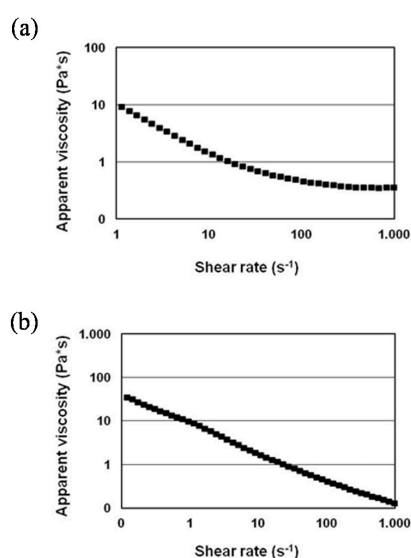 (a)
Apparent viscosity (Pa*s)
100
10
1
0
1 10 100 1.000
Shear rate (s-1)
(b)
Apparent viscosity (Pa*s)
1.000
100
10
1
0
0 1 10 100 1.000
Shear rate (s-1)